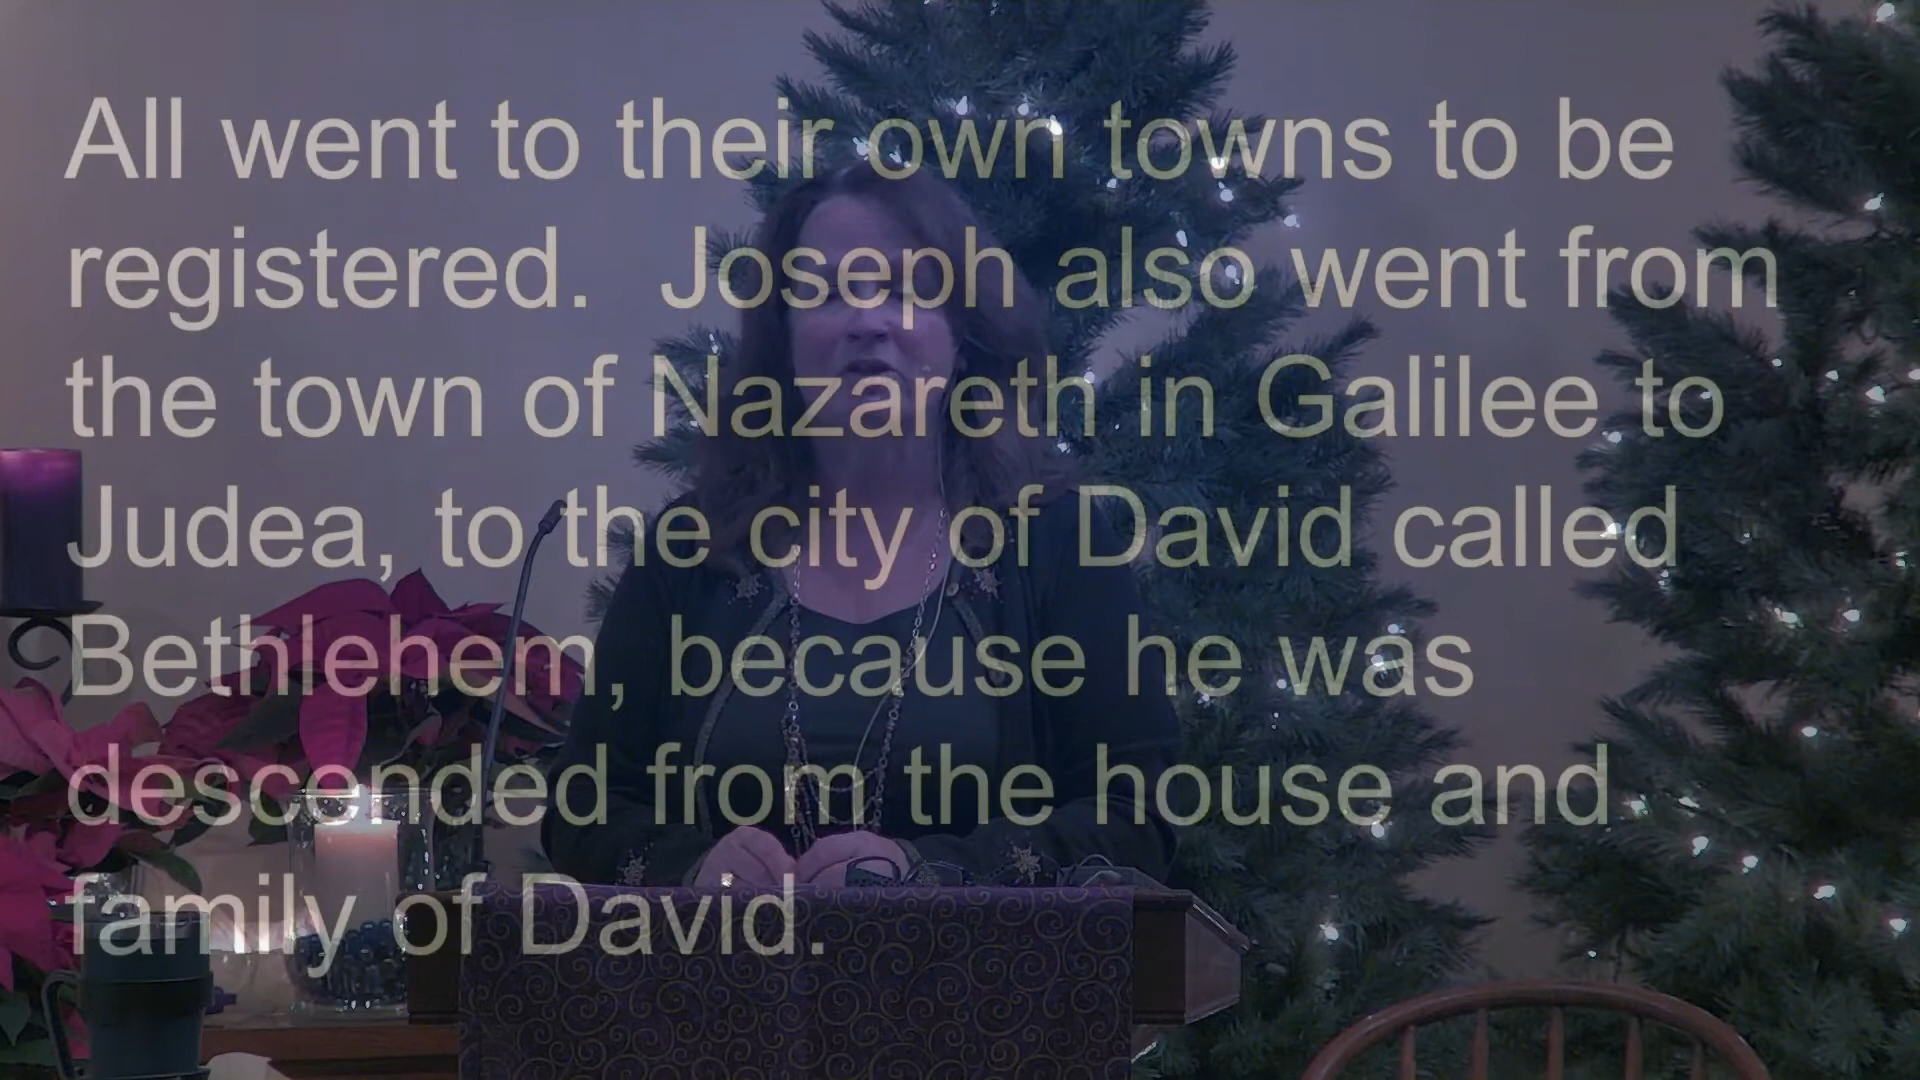 All went to their own towns to be
registered.  Joseph also went from
the town of Nazareth in Galilee to
Judea, to the city of David called
Bethlehem, because he was
descended from the house and
family of David.